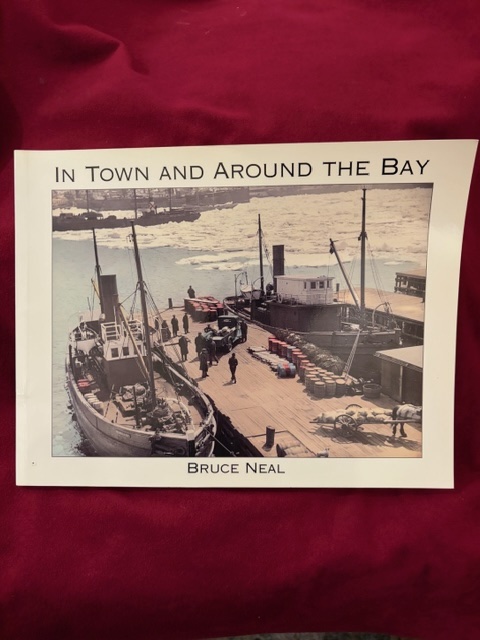 IN TOWN AND AROUND THE BAY
BRUCE NEAL